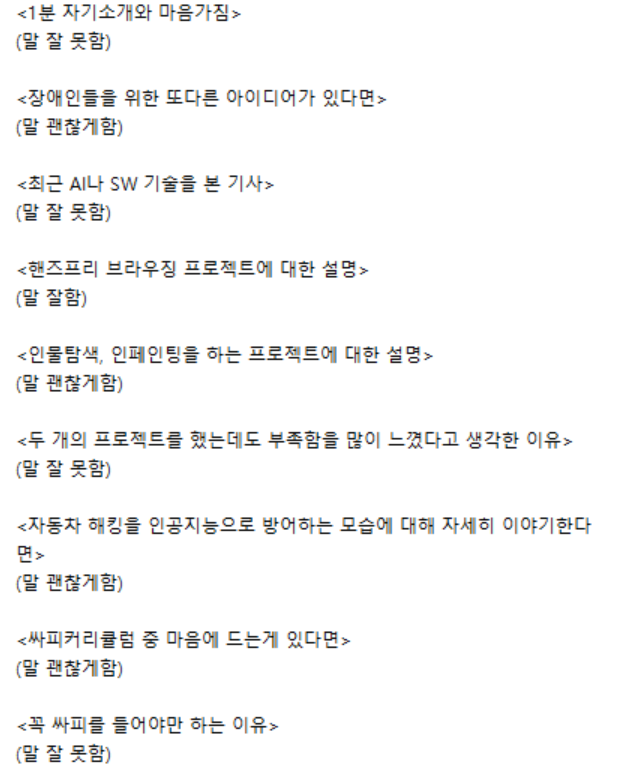 <1분 자기소개와 마음가짐>
(말 잘 못함)
<장애인들을 위한 또다른 아이디어가 있다면>
(말 괜찮게함)
<최근 AI나 SW 기술을 본 기사>
(말 잘 못함)
<핸즈프리 브라우징 프로젝트에 대한 설명>
(말 잘함)
<인물탐색, 인페인팅을 하는 프로젝트에 대한 설명>
(말 괜찮게함)
<두 개의 프로젝트를 했는데도 부족함을 많이 느꼈다고 생각한 이유>
(말 잘 못함)
<자동차 해킹을 인공지능으로 방어하는 모습에 대해 자세히 이야기한다
면>
(말 괜찮게함)
<싸피커리큘럼 중 마음에 드는게 있다면>
(말 괜찮게함)
<꼭 싸피를 들어야만 하는 이유>
(말 잘 못함)